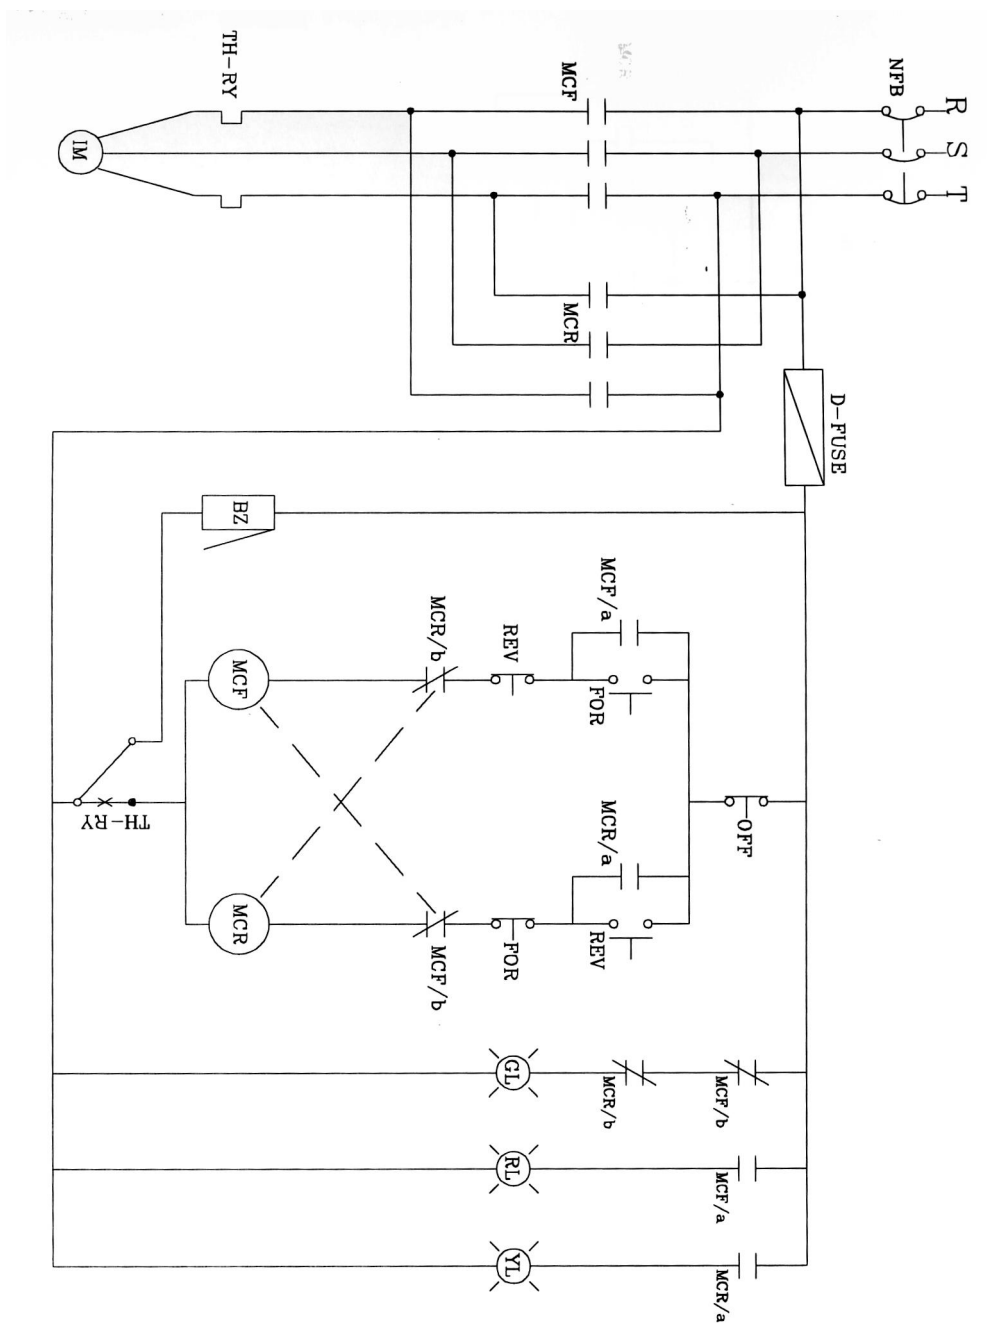 R
S
T
NFB
MCF
TH-RY
IM
MCR
D-FUSE
BZ
MCF/a
FOR
REV
MCR/b
MCF
OFF
MCR/a
REV
FOR
MCF/b
MCR
TH-RY
MCF/b
MCR/b
GL
MCF/a
RL
MCR/a
YL